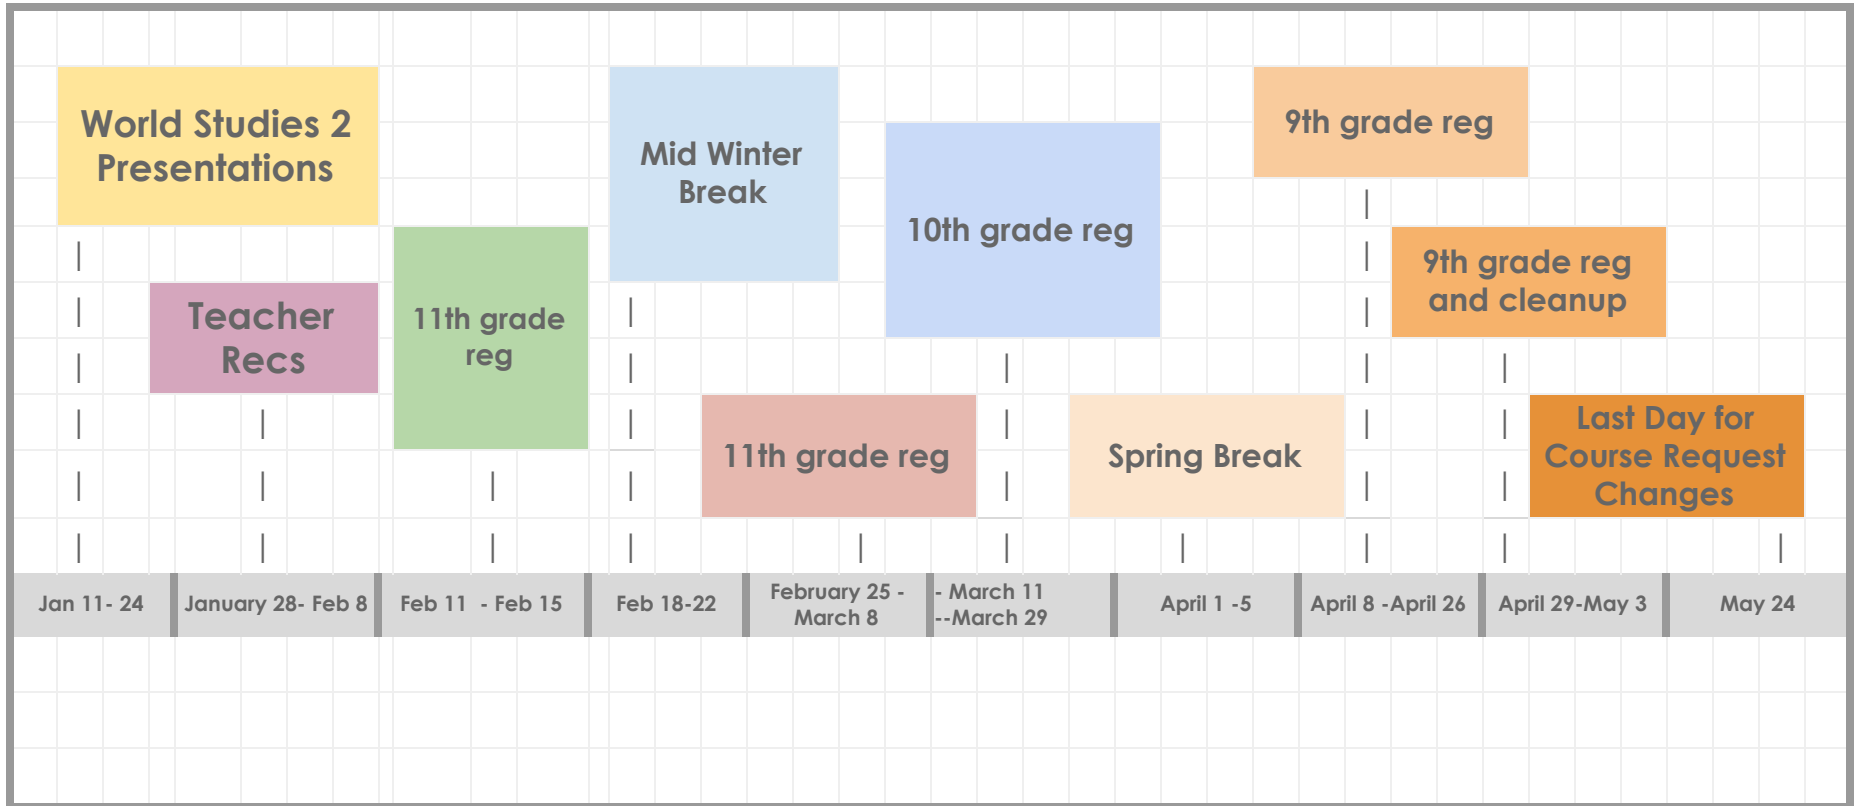 World Studies 2
Presentations
Teacher
Recs
11th grade
reg
Mid Winter
Break
11th grade reg
10th grade reg
Spring Break
9th grade reg
9th grade reg
and cleanup
Last Day for
Course Request
Changes
Jan 11- 24
January 28- Feb 8
Feb 11  - Feb 15
Feb 18-22
February 25 -
March 8
- March 11
--March 29
April 1 -5
April 8 -April 26
April 29-May 3
May 24